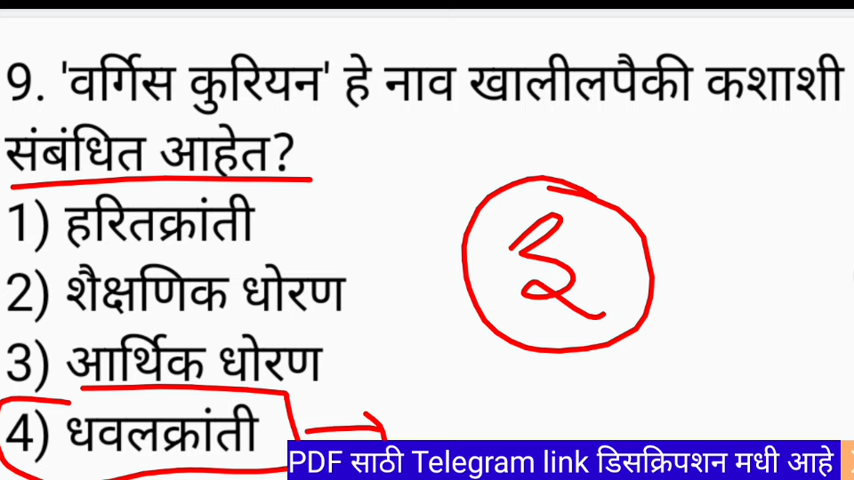 9. 'वर्गिस कुरियन' हे नाव खालीलपैकी कशाशी
संबंधित आहेत?
1) हरितक्रांती
2) शैक्षणिक धोरण
3) आर्थिक धोरण
4) धवलक्रांती
३
PDF साठी Telegram link डिसक्रिपशन मधी आहे